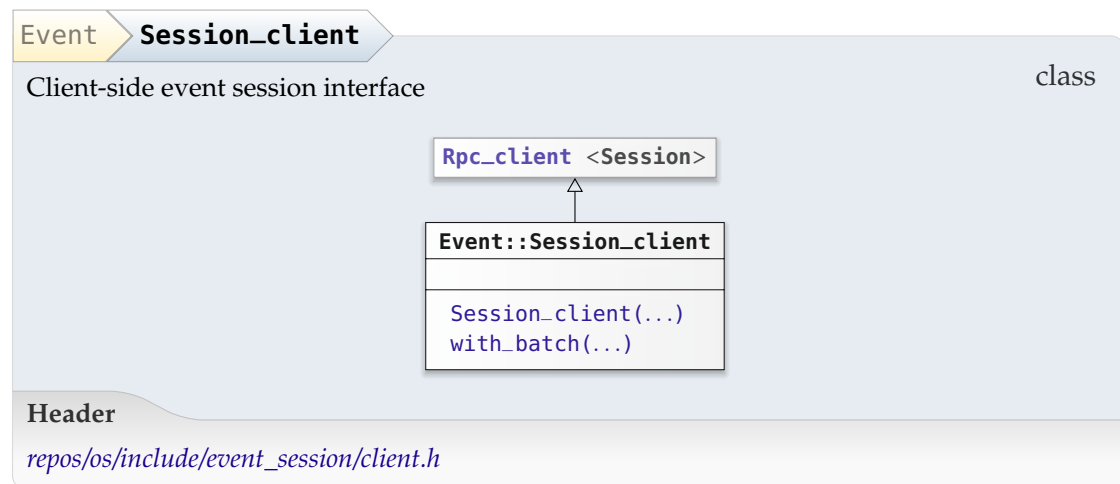 Event Session_client
class
Client-side event session interface
Rpc_client <Session>
Event::Session_client
Session_client(...)
with_batch(...)
Header
repos/os/include/event_session/client.h